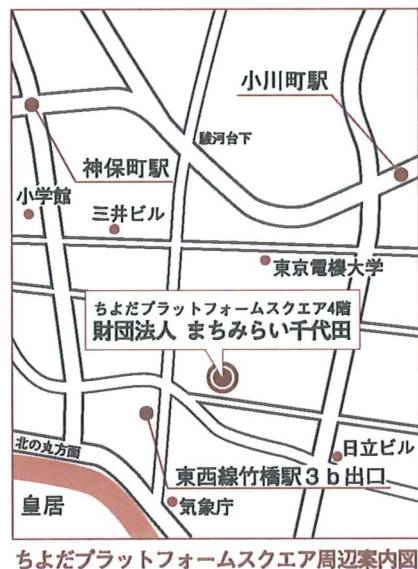 小川町駅
駿河台下
神保町駅
小学館
三井ビル
東京電機大学
ちよだプラットフォームスクエア4階
財団法人 まちみらい千代田
北の丸方面
日立ビル
東西線竹橋駅3b出口
皇居
気象庁
ちよだプラットフォームスクエア周辺案内図